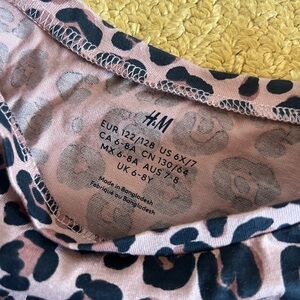 H&M
EUR 122/128 US 6X/7
CA 6-8A CN 130/64
MX 6-8A AUS 7-8
UK 6-8Y
Made in Bangladesh
Fabriqué au Bangladesh